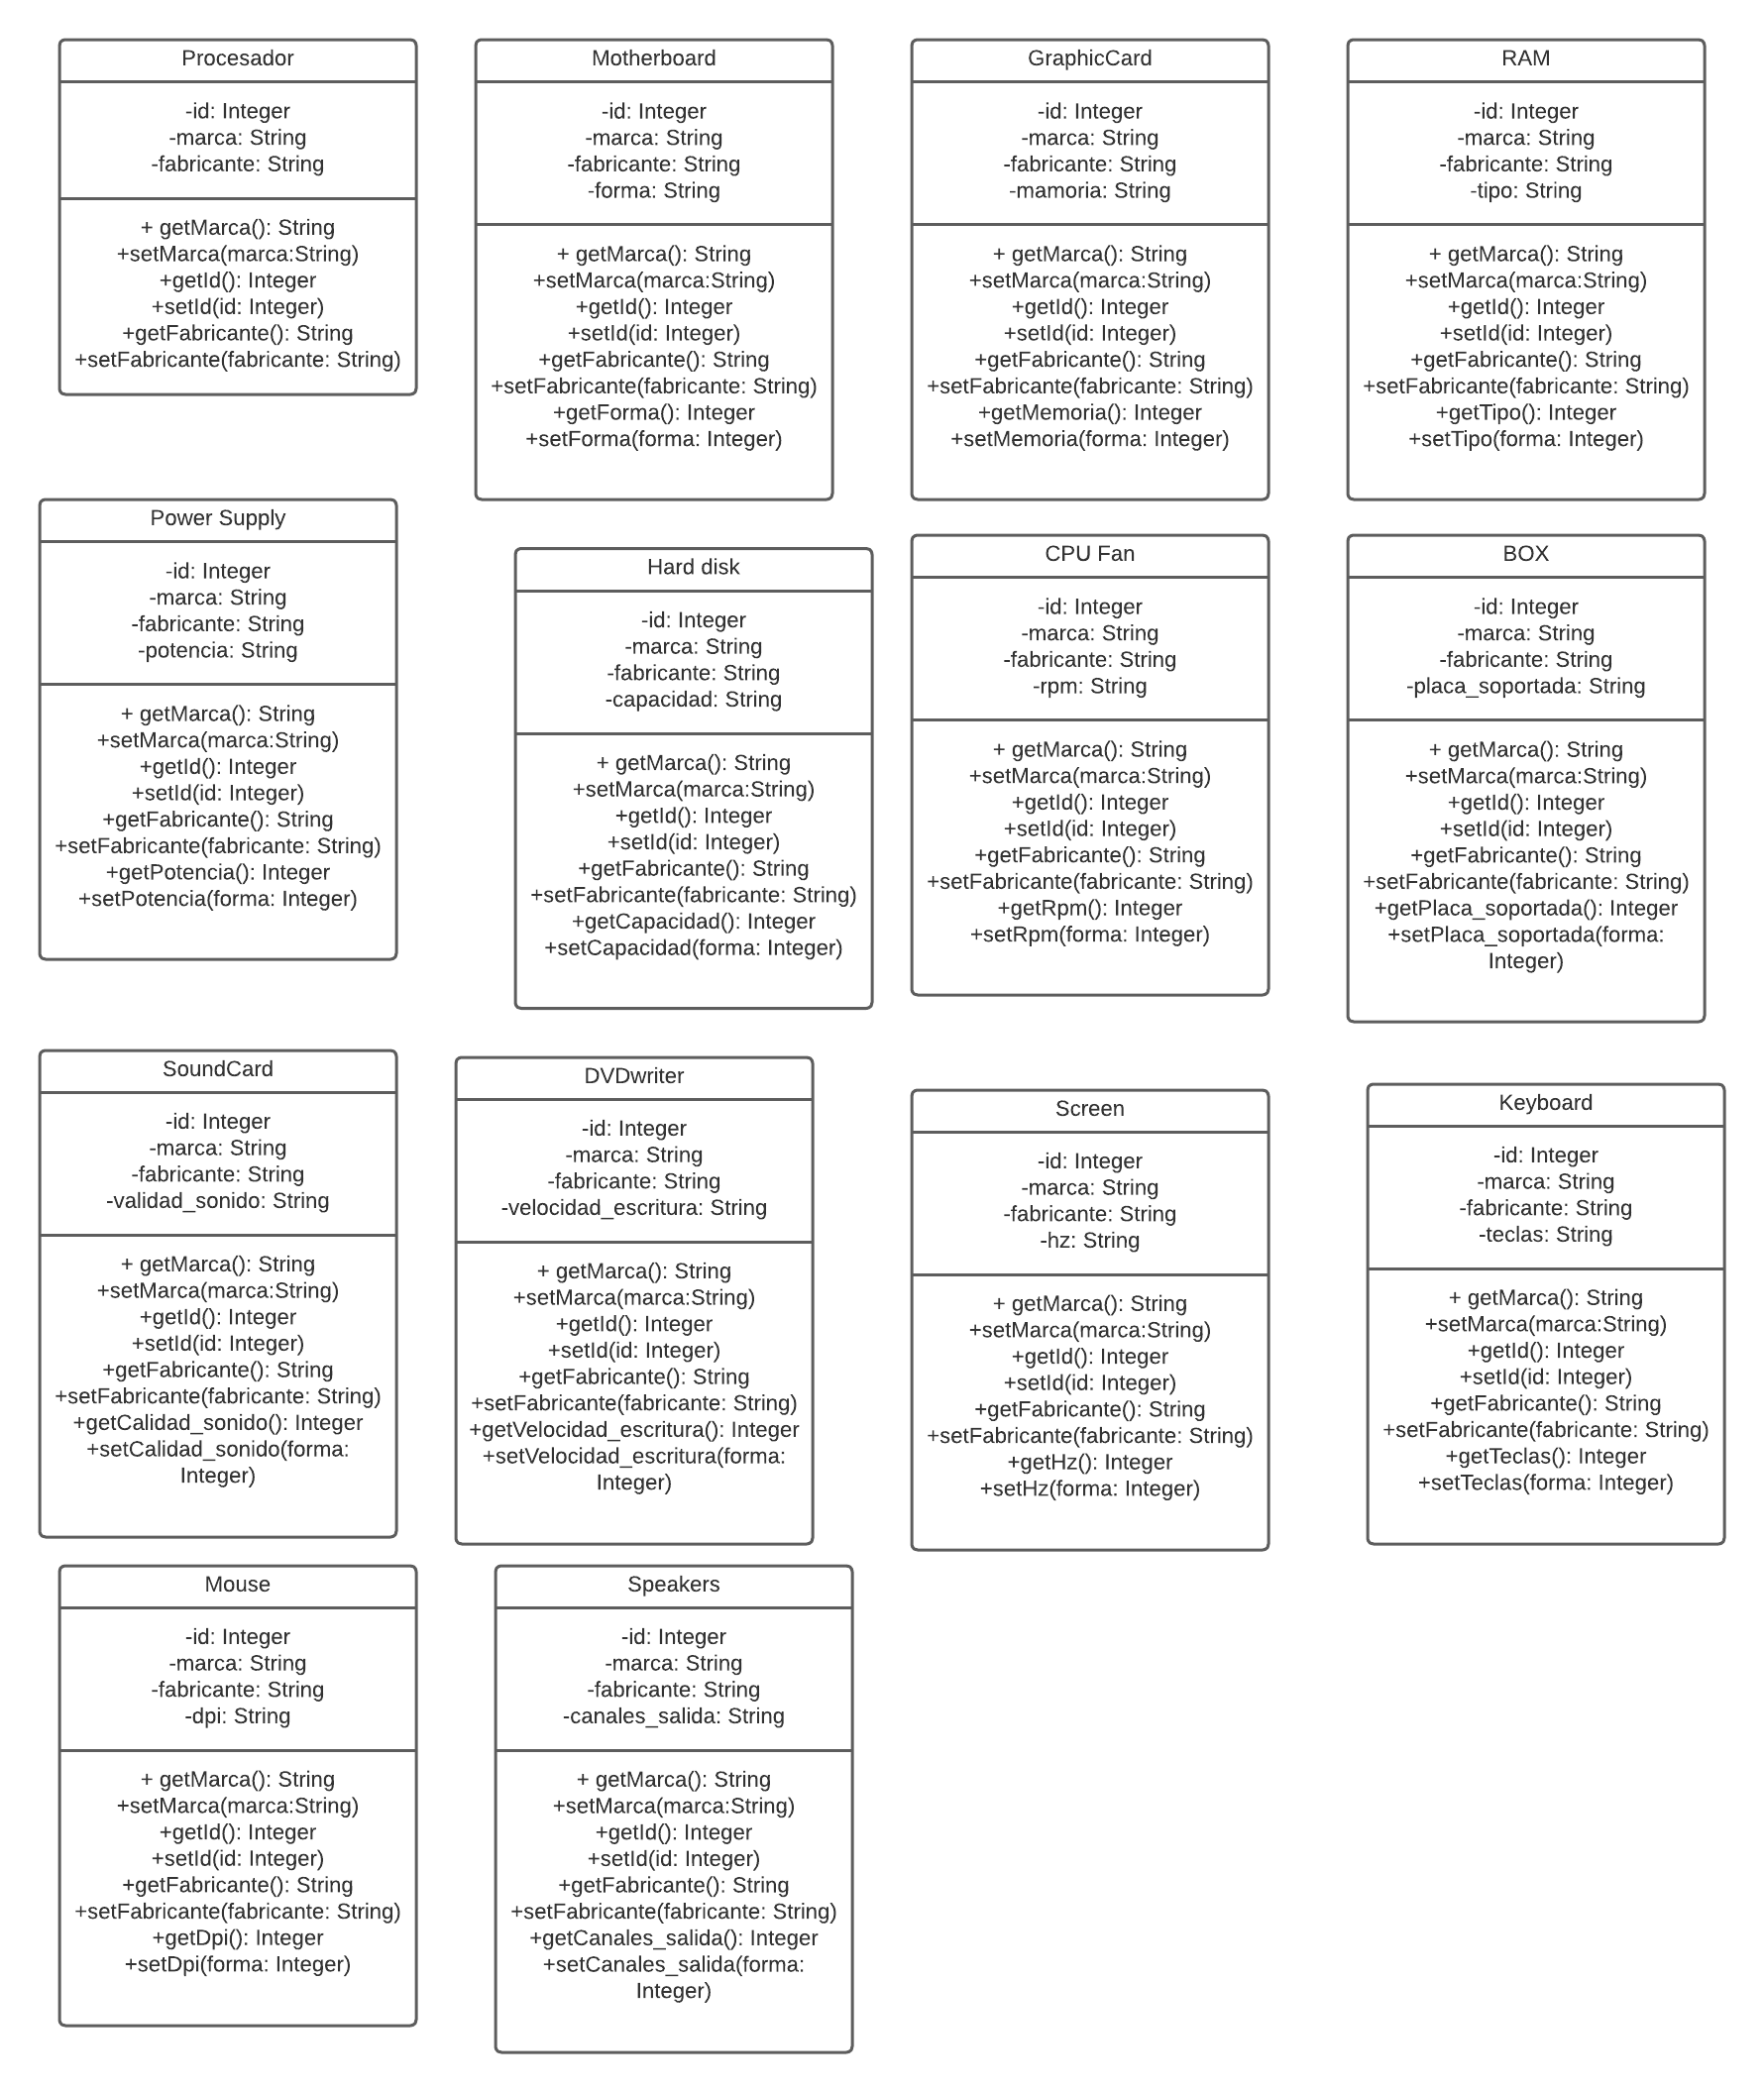 Procesador
-id: Integer
-marca: String
-fabricante: String
+ getMarca(): String
+setMarca(marca:String)
+getId(): Integer
+setId(id: Integer)
+getFabricante(): String
+setFabricante(fabricante: String)
Motherboard
-id: Integer
-marca: String
-fabricante: String
-forma: String
+ getMarca(): String
+setMarca(marca:String)
+getId(): Integer
+setId(id: Integer)
+getFabricante(): String
+setFabricante(fabricante: String)
+getForma(): Integer
+setForma(forma: Integer)
GraphicCard
-id: Integer
-marca: String
-fabricante: String
-mamoria: String
+ getMarca(): String
+setMarca(marca:String)
+getId(): Integer
+setId(id: Integer)
+getFabricante(): String
+setFabricante(fabricante: String)
+getMemoria(): Integer
+setMemoria(forma: Integer)
RAM
-id: Integer
-marca: String
-fabricante: String
-tipo: String
+ getMarca(): String
+setMarca(marca:String)
+getId(): Integer
+setId(id: Integer)
+getFabricante(): String
+setFabricante(fabricante: String)
+getTipo(): Integer
+setTipo(forma: Integer)
Power Supply
-id: Integer
-marca: String
-fabricante: String
-potencia: String
+ getMarca(): String
+setMarca(marca:String)
+getId(): Integer
+setId(id: Integer)
+getFabricante(): String
+setFabricante(fabricante: String)
+getPotencia(): Integer
+setPotencia(forma: Integer)
Hard disk
-id: Integer
-marca: String
-fabricante: String
-capacidad: String
+ getMarca(): String
+setMarca(marca:String)
+getId(): Integer
+setId(id: Integer)
+getFabricante(): String
+setFabricante(fabricante: String)
+getCapacidad(): Integer
+setCapacidad(forma: Integer)
CPU Fan
-id: Integer
-marca: String
-fabricante: String
-rpm: String
+ getMarca(): String
+setMarca(marca:String)
+getId(): Integer
+setId(id: Integer)
+getFabricante(): String
+setFabricante(fabricante: String)
+getRpm(): Integer
+setRpm(forma: Integer)
BOX
-id: Integer
-marca: String
-fabricante: String
-placa_soportada: String
+ getMarca(): String
+setMarca(marca:String)
+getId(): Integer
+setId(id: Integer)
+getFabricante(): String
+setFabricante(fabricante: String)
+getPlaca_soportada(): Integer
+setPlaca_soportada(forma:
Integer)
SoundCard
-id: Integer
-marca: String
-fabricante: String
-validad_sonido: String
+ getMarca(): String
+setMarca(marca:String)
+getId(): Integer
+setId(id: Integer)
+getFabricante(): String
+setFabricante(fabricante: String)
+getCalidad_sonido(): Integer
+setCalidad_sonido(forma:
Integer)
DVDwriter
-id: Integer
-marca: String
-fabricante: String
-velocidad_escritura: String
+ getMarca(): String
+setMarca(marca:String)
+getId(): Integer
+setId(id: Integer)
+getFabricante(): String
+setFabricante(fabricante: String)
+getVelocidad_escritura(): Integer
+setVelocidad_escritura(forma:
Integer)
Screen
-id: Integer
-marca: String
-fabricante: String
-hz: String
+ getMarca(): String
+setMarca(marca:String)
+getId(): Integer
+setId(id: Integer)
+getFabricante(): String
+setFabricante(fabricante: String)
+getHz(): Integer
+setHz(forma: Integer)
Keyboard
-id: Integer
-marca: String
-fabricante: String
-teclas: String
+ getMarca(): String
+setMarca(marca:String)
+getId(): Integer
+setId(id: Integer)
+getFabricante(): String
+setFabricante(fabricante: String)
+getTeclas(): Integer
+setTeclas(forma: Integer)
Mouse
-id: Integer
-marca: String
-fabricante: String
-dpi: String
+ getMarca(): String
+setMarca(marca:String)
+getId(): Integer
+setId(id: Integer)
+getFabricante(): String
+setFabricante(fabricante: String)
+getDpi(): Integer
+setDpi(forma: Integer)
Speakers
-id: Integer
-marca: String
-fabricante: String
-canales_salida: String
+ getMarca(): String
+setMarca(marca:String)
+getId(): Integer
+setId(id: Integer)
+getFabricante(): String
+setFabricante(fabricante: String)
+getCanales_salida(): Integer
+setCanales_salida(forma:
Integer)